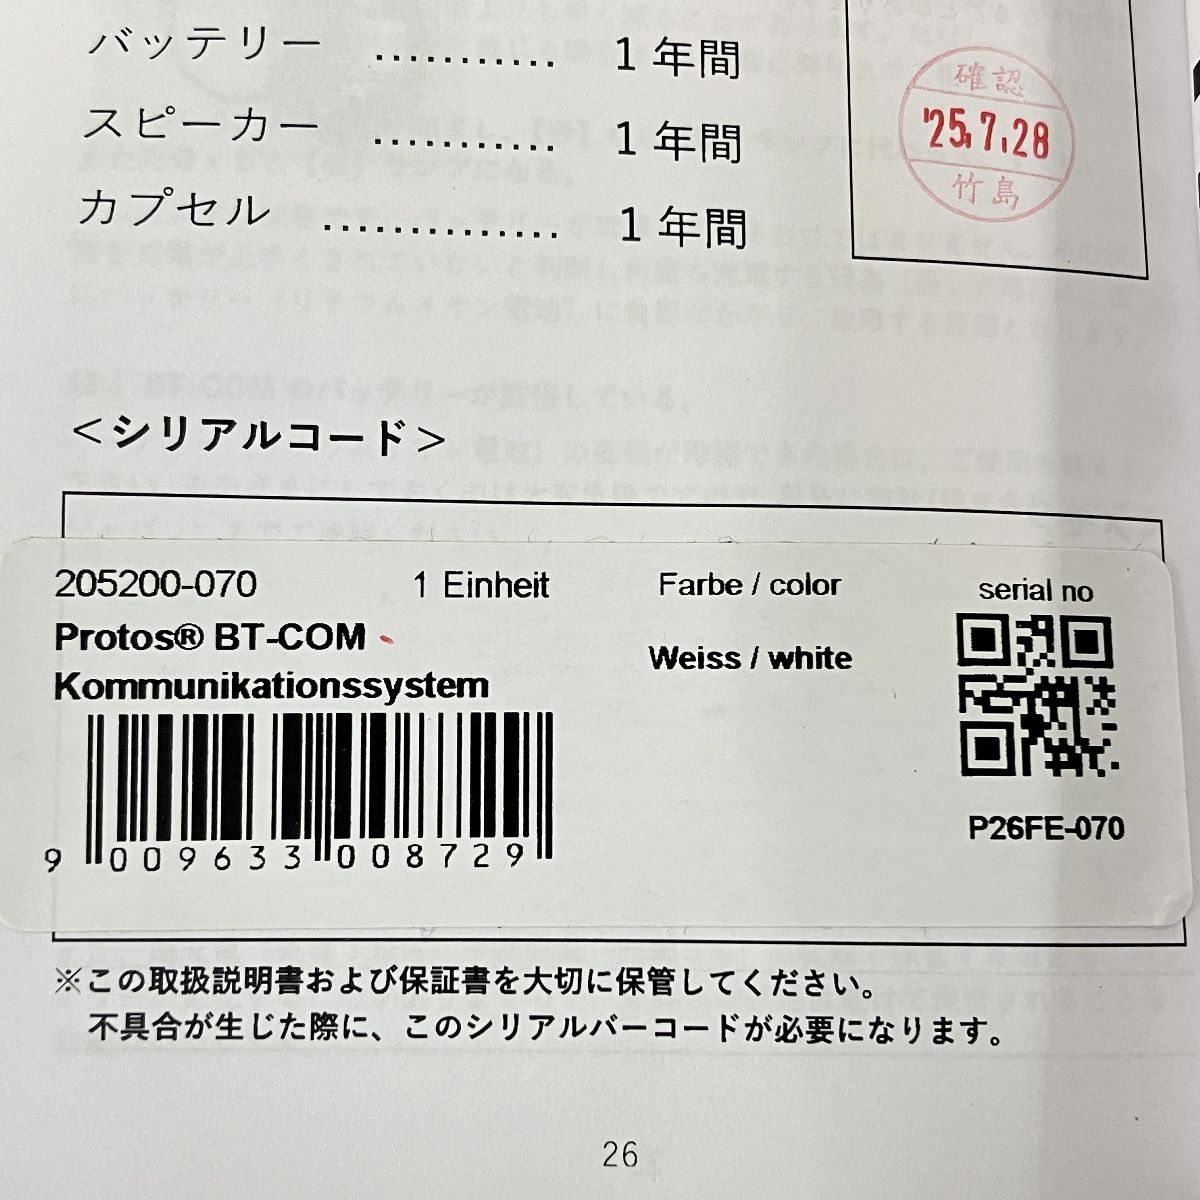 バッテリー ........... 1年間
確認
'25.7.28
竹島
スピーカー ........... 1年間
カプセル .............. 1年間
＜シリアルコード＞
205200-070 1 Einheit Farbe / color serial no
Protos® BT-COM
Weiss / white
Kommunikationssystem
P26FE-070
9 009633 008729
※この取扱説明書および保証書を大切に保管してください。
不具合が生じた際に、このシリアルバーコードが必要になります。
26